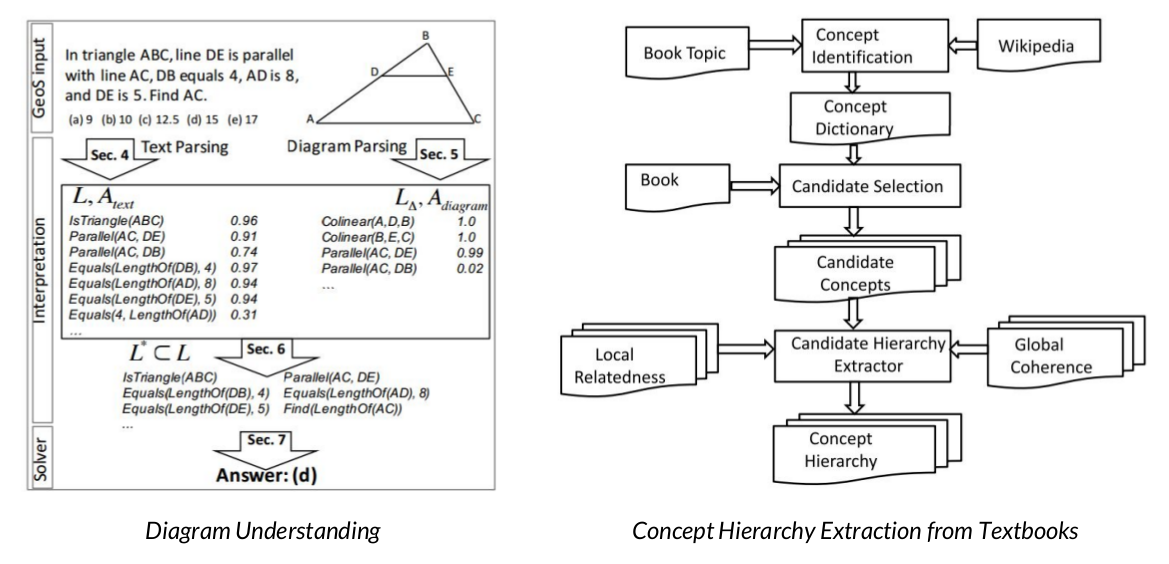 GeoS input
In triangle ABC, line DE is parallel
with line AC, DB equals 4, AD is 8,
and DE is 5. Find AC.
(a) 9 (b) 10 (c) 12.5 (d) 15 (e) 17
B
D
E
A
C
Interpretation
Sec. 4
Text Parsing
Diagram Parsing
Sec. 5
L, A_text
IsTriangle(ABC) 0.96
Parallel(AC, DE) 0.91
Parallel(AC, DB) 0.74
Equals(LengthOf(DB), 4) 0.97
Equals(LengthOf(AD), 8) 0.94
Equals(LengthOf(DE), 5) 0.94
Equals(4, LengthOf(AD)) 0.31
...
L_Δ, A_diagram
Colinear(A,D,B) 1.0
Colinear(B,E,C) 1.0
Parallel(AC, DE) 0.99
Parallel(AC, DB) 0.02
...
L* ⊂ L
Sec. 6
IsTriangle(ABC) Parallel(AC, DE)
Equals(LengthOf(DB), 4) Equals(LengthOf(AD), 8)
Equals(LengthOf(DE), 5) Find(LengthOf(AC))
...
Solver
Sec. 7
Answer: (d)
Diagram Understanding
Book Topic
Concept
Identification
Wikipedia
Concept
Dictionary
Book
Candidate Selection
Candidate
Concepts
Local
Relatedness
Candidate Hierarchy
Extractor
Global
Coherence
Concept
Hierarchy
Concept Hierarchy Extraction from Textbooks